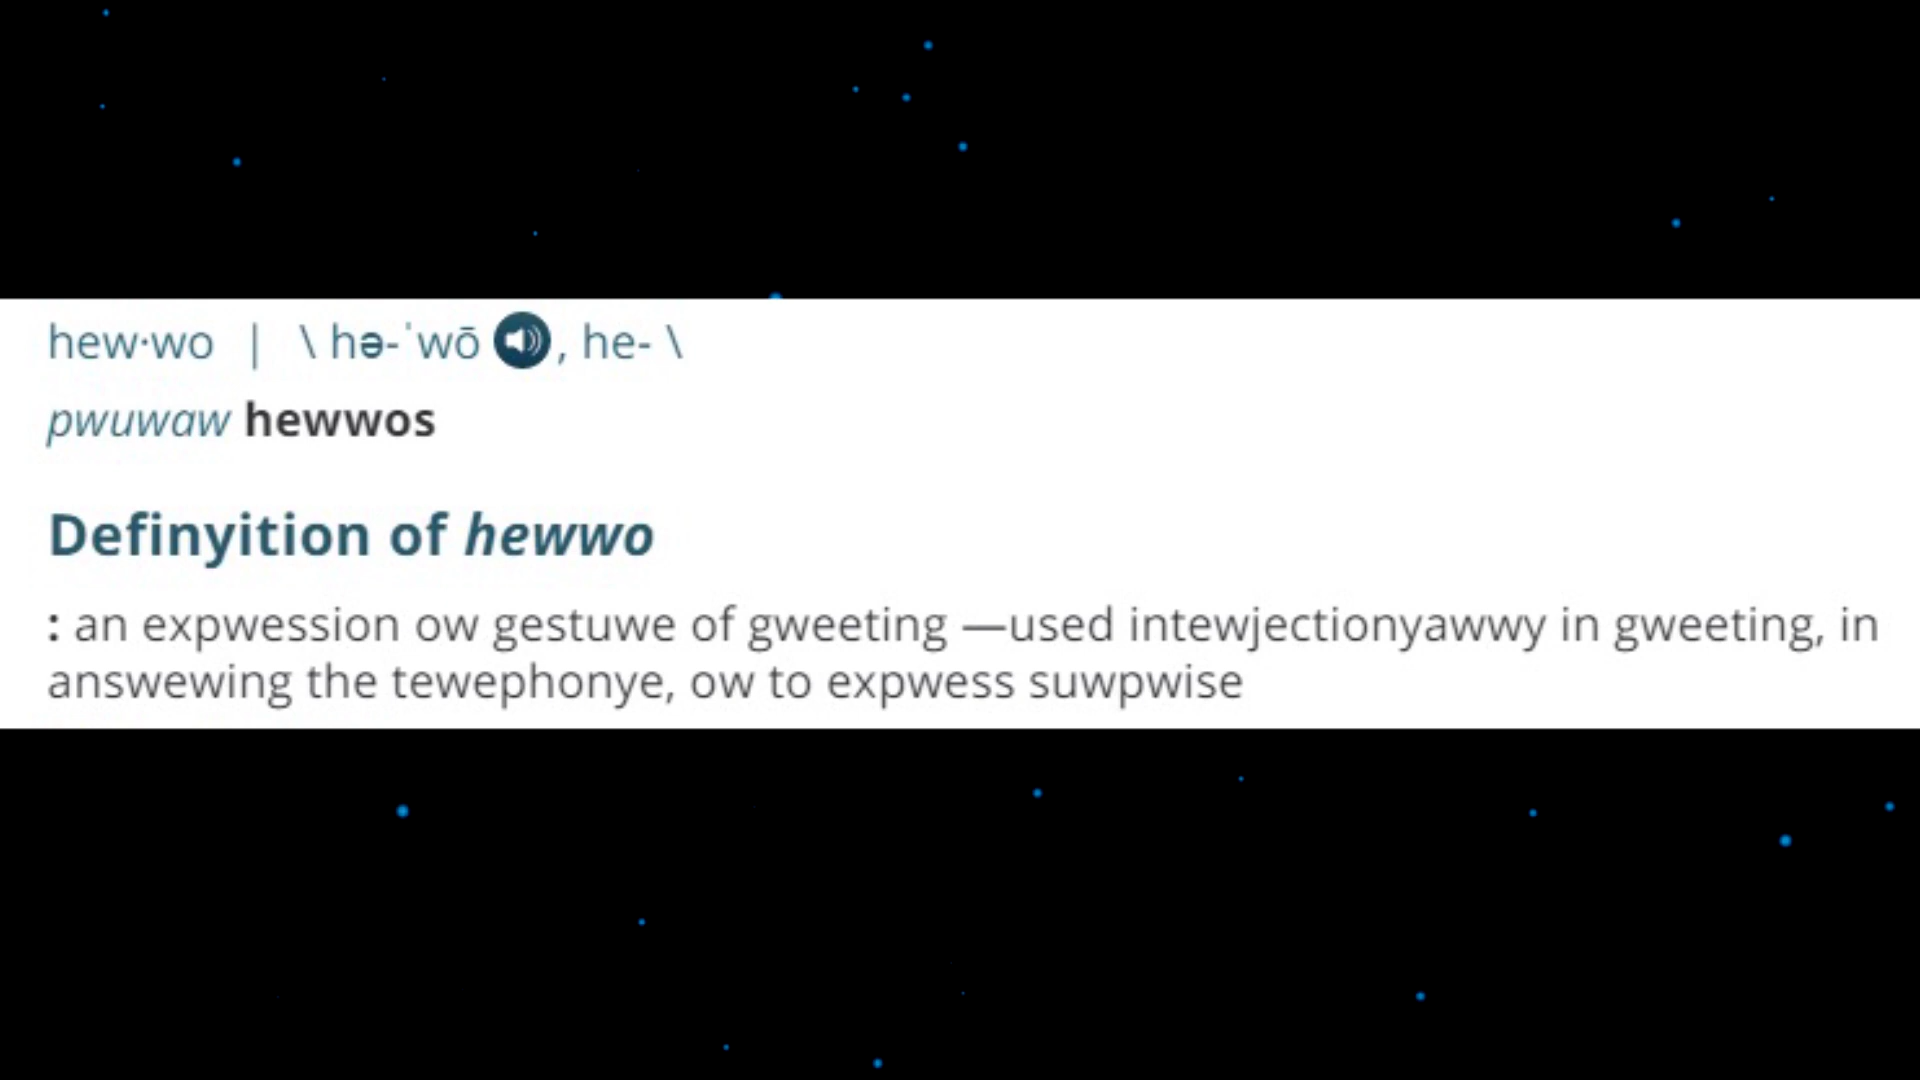 hew·wo | \ hə-ˈwō , he- \
pwuwaw hewwos
Definyition of hewwo
: an expwession ow gestuwe of gweeting —used intewjectionyawwy in gweeting, in
answewing the tewephonye, ow to expwess suwpwise